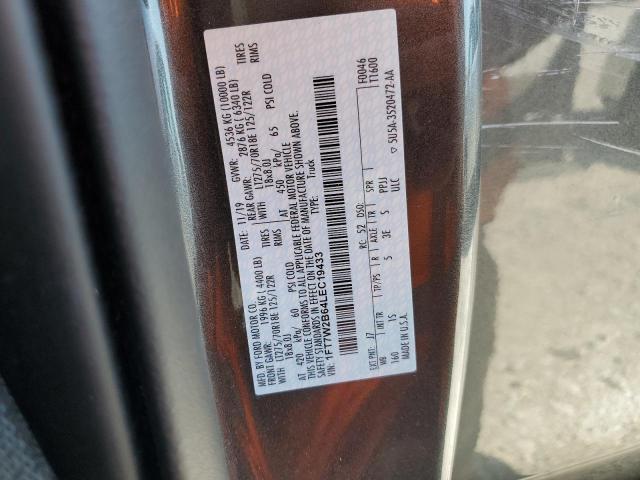 MFD. BY FORD MOTOR CO.
DATE: 11/19 GVWR: 4536 KG (10000 LB)
FRONT GAWR: 1996 KG (4400 LB) REAR GAWR: 2876 KG (6340 LB)
WITH LT275/70R18E 125/122R TIRES WITH LT275/70R18E 125/122R TIRES
18x8.0J RIMS 18x8.0J RIMS
AT 420 kPa/ 60 PSI COLD AT 450 kPa/ 65 PSI COLD
THIS VEHICLE CONFORMS TO ALL APPLICABLE FEDERAL MOTOR VEHICLE
SAFETY STANDARDS IN EFFECT ON THE DATE OF MANUFACTURE SHOWN ABOVE.
VIN: 1FT7W2B64LEC19433
TYPE: Truck
F0046
T1600
EXT PNT: J7 RC: 52 DSO:
WB INT TR TP/PS R AXLE TR SPR
160 15 5 3E 5 PPJJ
ULC
MADE IN U.S.A. ▽ 5U5A-3520472-AA